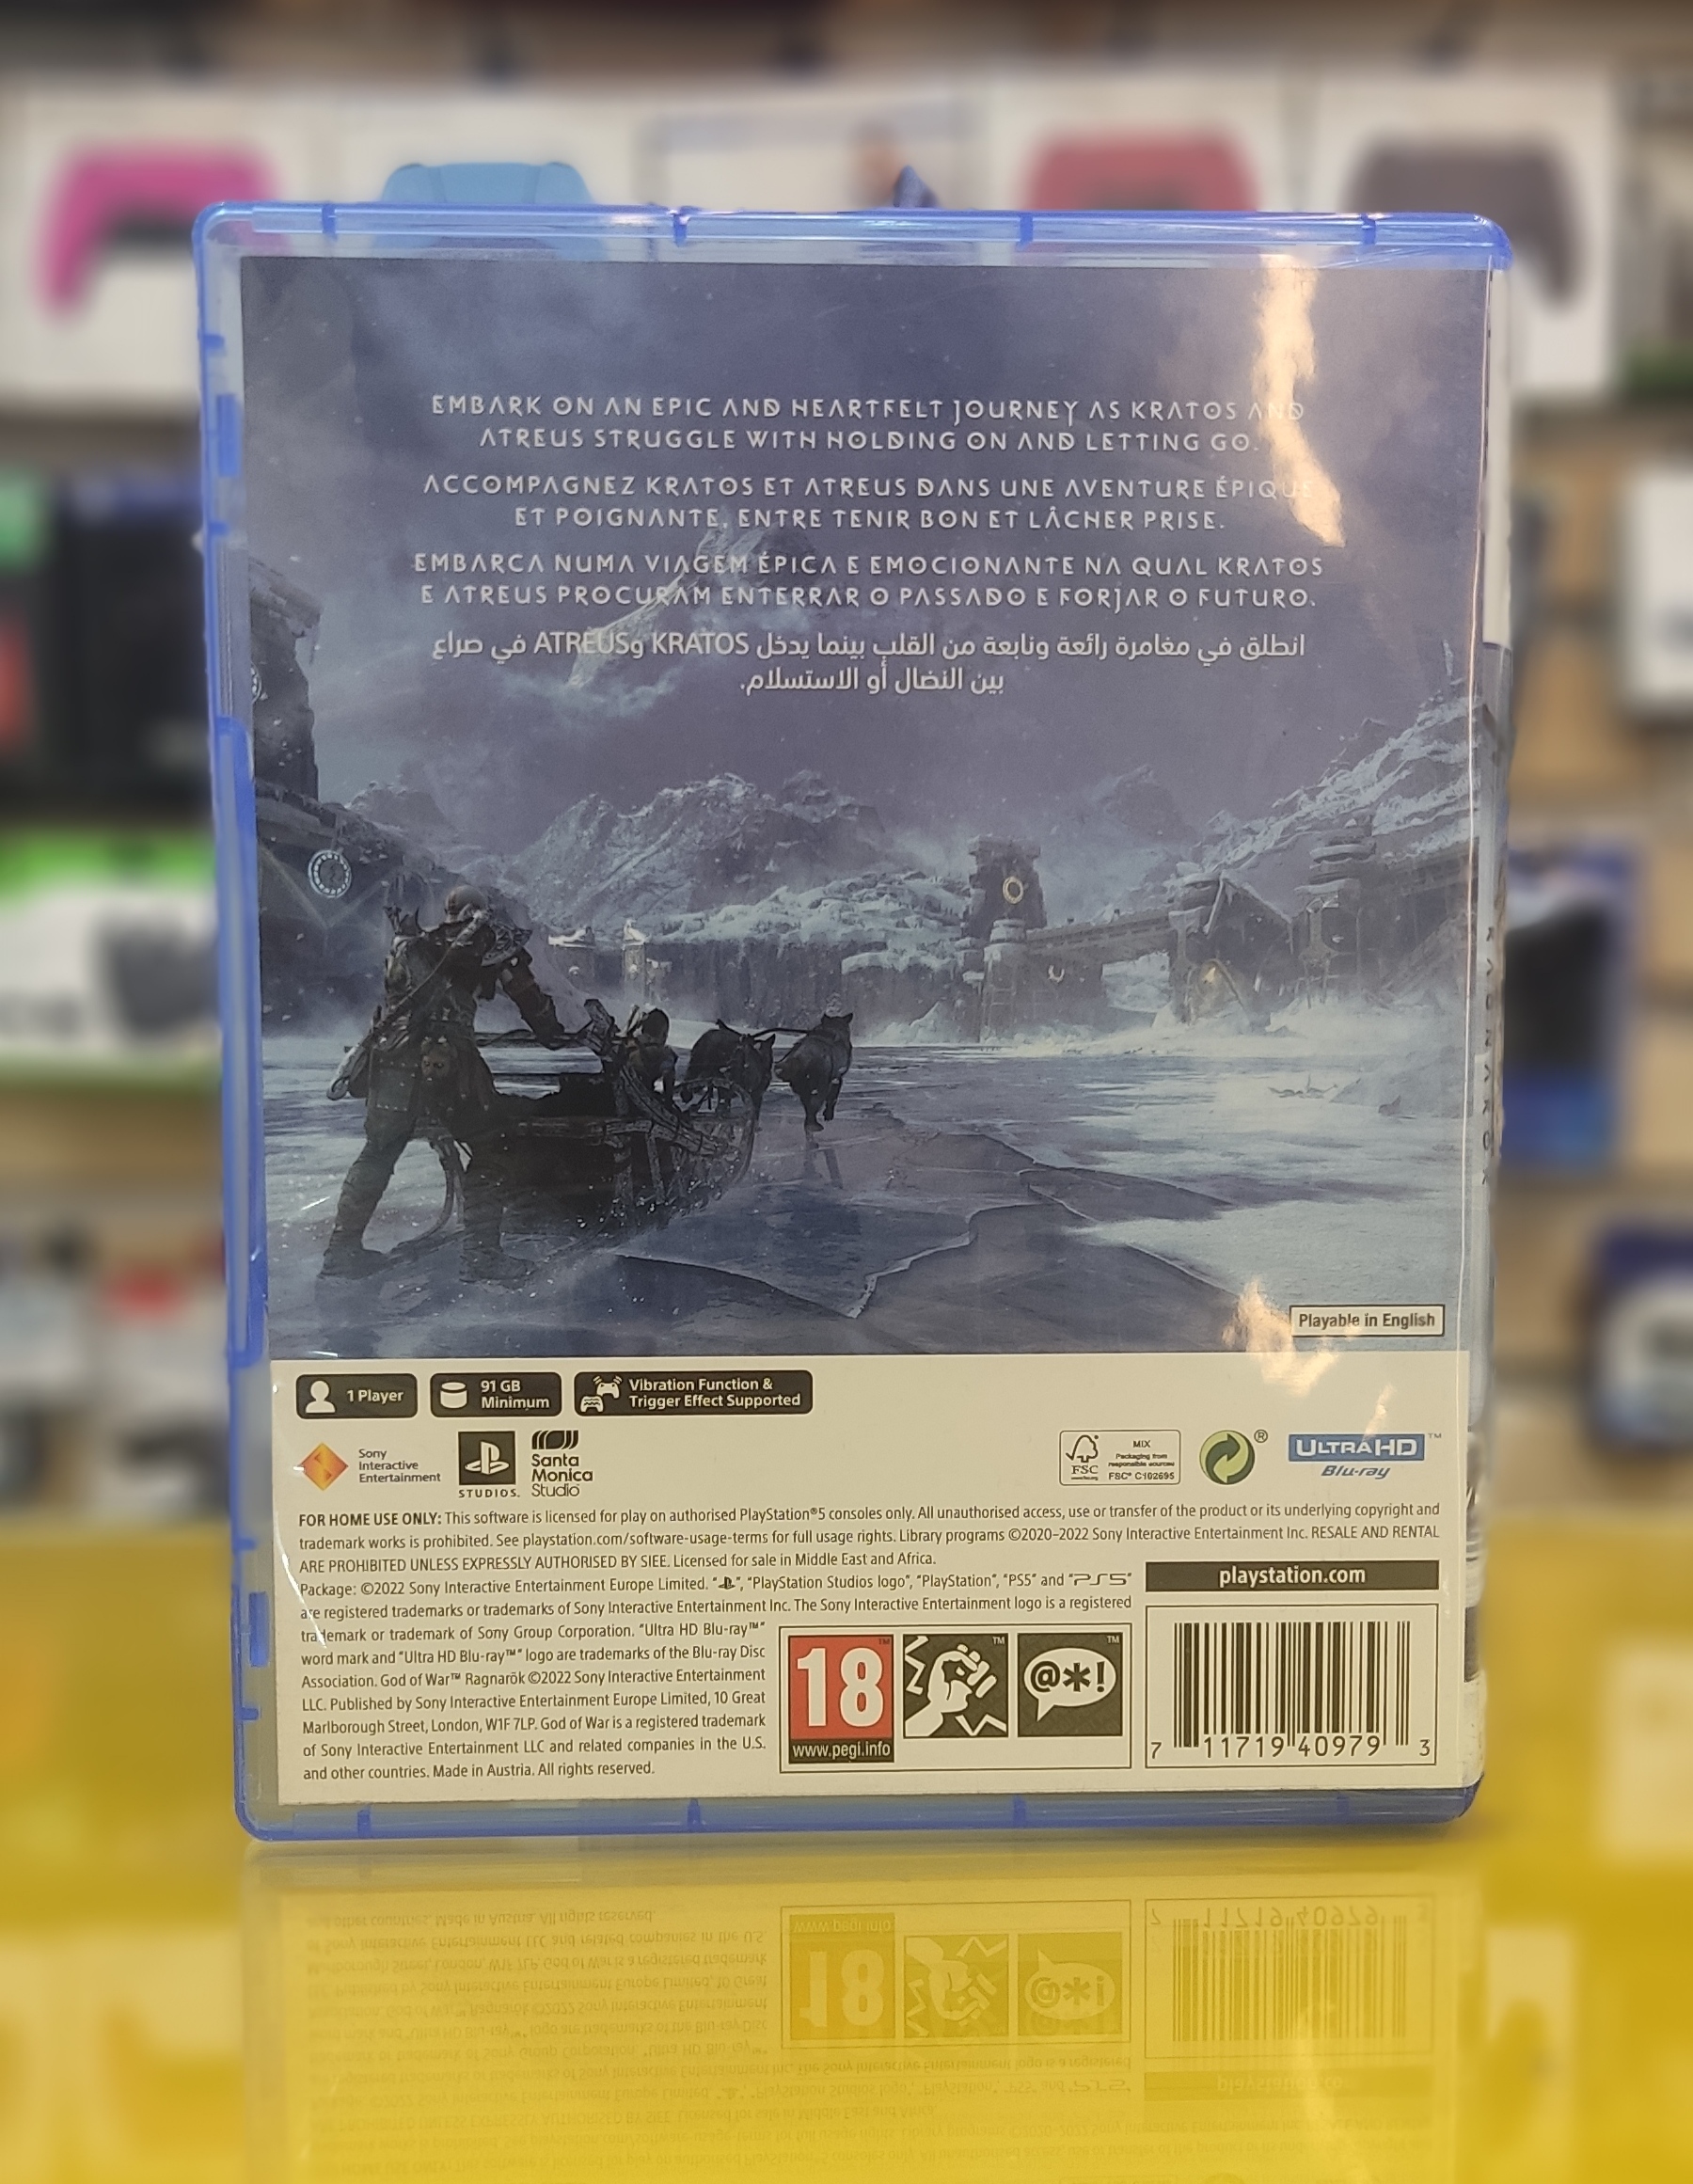 EMBARK ON AN EPIC AND HEARTFELT JOURNEY AS KRATOS AND
ATREUS STRUGGLE WITH HOLDING ON AND LETTING GO.
ACCOMPAGNEZ KRATOS ET ATREUS DANS UNE AVENTURE ÉPIQUE
ET POIGNANTE, ENTRE TENIR BON ET LÂCHER PRISE.
EMBARCA NUMA VIAGEM ÉPICA E EMOCIONANTE NA QUAL KRATOS
E ATREUS PROCURAM ENTERRAR O PASSADO E FORJAR O FUTURO.
انطلق في مغامرة رائعة ونابعة من القلب بينما يدخل KRATOS وATREUS في صراع
بين النضال أو الاستسلام.
RAGNARÖK
Playable in English
1 Player
91 GB
Minimum
Vibration Function &
Trigger Effect Supported
Sony
Interactive
Entertainment
STUDIOS.
Santa
Monica
Studio
FSC
MIX
Packaging from
responsible sources
FSC® C102695
®
ULTRA HD™
Blu-ray
FOR HOME USE ONLY: This software is licensed for play on authorised PlayStation®5 consoles only. All unauthorised access, use or transfer of the product or its underlying copyright and
trademark works is prohibited. See playstation.com/software-usage-terms for full usage rights. Library programs ©2020–2022 Sony Interactive Entertainment Inc. RESALE AND RENTAL
ARE PROHIBITED UNLESS EXPRESSLY AUTHORISED BY SIEE. Licensed for sale in Middle East and Africa.
Package: ©2022 Sony Interactive Entertainment Europe Limited. "", "PlayStation Studios logo", "PlayStation", "PS5" and "PS5"
are registered trademarks or trademarks of Sony Interactive Entertainment Inc. The Sony Interactive Entertainment logo is a registered
trademark or trademark of Sony Group Corporation. "Ultra HD Blu-ray™"
word mark and "Ultra HD Blu-ray™" logo are trademarks of the Blu-ray Disc
Association. God of War™ Ragnarök ©2022 Sony Interactive Entertainment
LLC. Published by Sony Interactive Entertainment Europe Limited, 10 Great
Marlborough Street, London, W1F 7LP. God of War is a registered trademark
of Sony Interactive Entertainment LLC and related companies in the U.S.
and other countries. Made in Austria. All rights reserved.
18™
www.pegi.info
™
@*!™
playstation.com
7 11719 40979 3